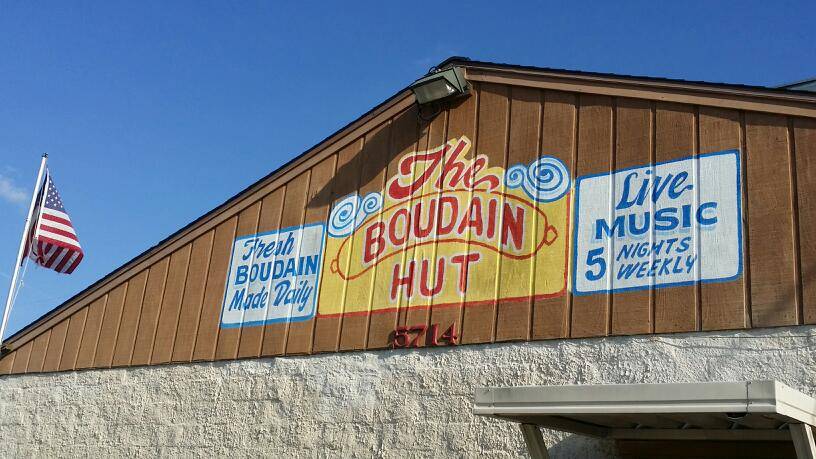 Fresh
BOUDAIN
Made Daily
The
BOUDAIN
HUT
Live
MUSIC
5 NIGHTS
WEEKLY
5714